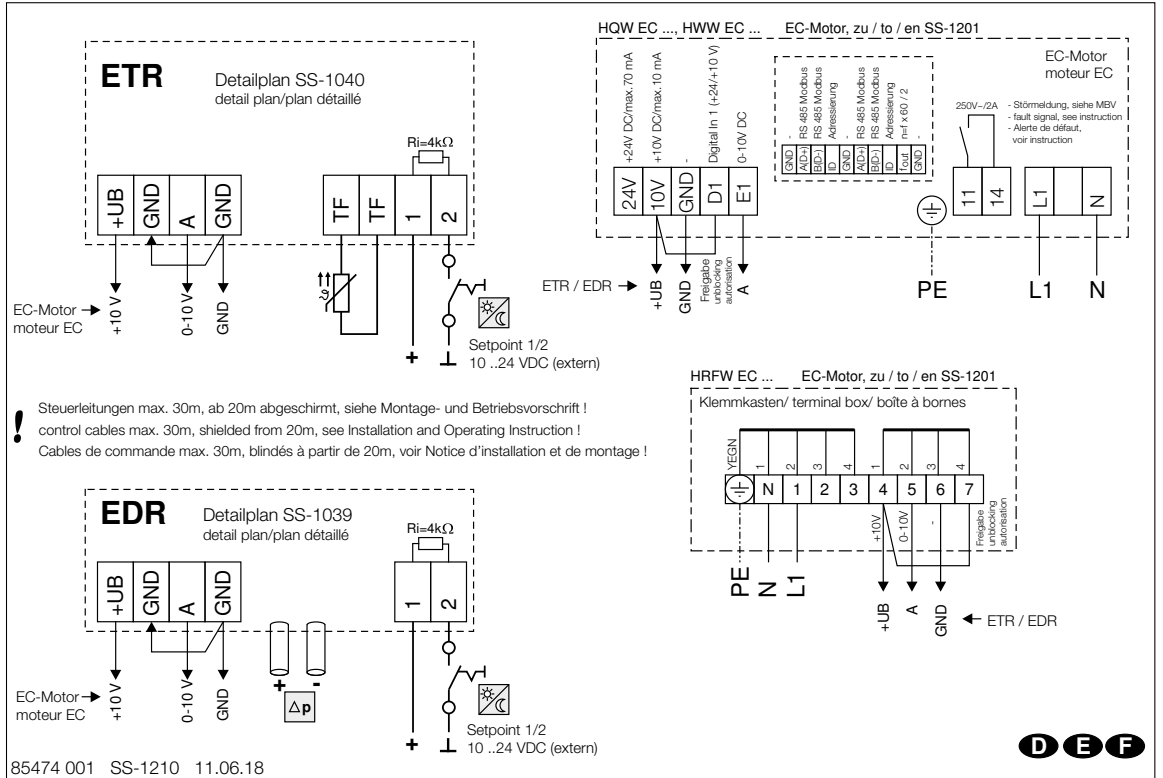 ETR
Detailplan SS-1040
detail plan/plan détaillé
Ri=4kΩ
+UB
GND
A
GND
TF
TF
1
2
EC-Motor
moteur EC
+10 V
0-10 V
GND
+
⊥
Setpoint 1/2
10 ..24 VDC (extern)
HQW EC ..., HWW EC ... EC-Motor, zu / to / en SS-1201
EC-Motor
moteur EC
+24V DC/max. 70 mA
+10V DC/max. 10 mA
-
Digital In 1 (+24/+10 V)
0-10V DC
24V
10V
GND
D1
E1
-
RS 485 Modbus
RS 485 Modbus
Adressierung
-
RS 485 Modbus
RS 485 Modbus
Adressierung
n=f x 60 / 2
-
GND
A(D+)
B(D-)
ID
GND
A(D+)
B(D-)
ID
f out
GND
250V~/2A
- Störmeldung, siehe MBV
- fault signal, see instruction
- Alerte de défaut,
voir instruction
11
14
L1
N
ETR / EDR
+UB
GND
Freigabe
unblocking
autorisation
A
PE
L1
N
! Steuerleitungen max. 30m, ab 20m abgeschirmt, siehe Montage- und Betriebsvorschrift !
control cables max. 30m, shielded from 20m, see Installation and Operating Instruction !
Cables de commande max. 30m, blindés à partir de 20m, voir Notice d'installation et de montage !
HRFW EC ... EC-Motor, zu / to / en SS-1201
Klemmkasten/ terminal box/ boîte à bornes
YEGN
1
2
3
4
1
2
3
4
N
1
2
3
4
5
6
7
+10V
0-10V
-
Freigabe
unblocking
autorisation
PE
N
L1
+UB
A
GND
ETR / EDR
EDR
Detailplan SS-1039
detail plan/plan détaillé
Ri=4kΩ
+UB
GND
A
GND
1
2
EC-Motor
moteur EC
+10 V
0-10 V
GND
+
-
△p
+
⊥
Setpoint 1/2
10 ..24 VDC (extern)
D E F
85474 001 SS-1210 11.06.18